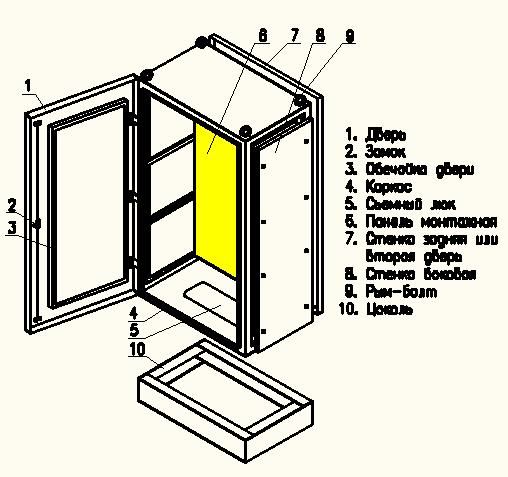 6 7 8 9
1
2
3
4
5
10
1. Дверь
2. Замок
3. Обечайка двери
4. Каркас
5. Съемный люк
6. Панель монтажная
7. Стенка задняя или
вторая дверь
8. Стенка боковая
9. Рым-болт
10. Цоколь